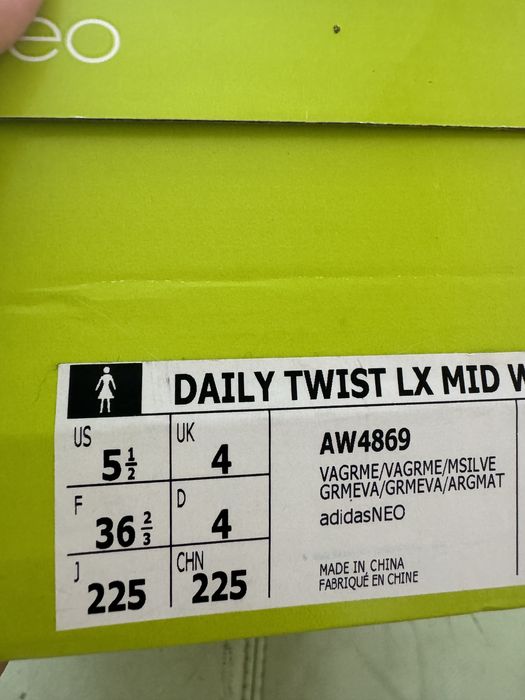 eo
DAILY TWIST LX MID W
US 5 1/2 UK 4
F 36 2/3 D 4
J 225 CHN 225
AW4869
VAGRME/VAGRME/MSILVE
GRMEVA/GRMEVA/ARGMAT
adidasNEO
MADE IN CHINA
FABRIQUÉ EN CHINE